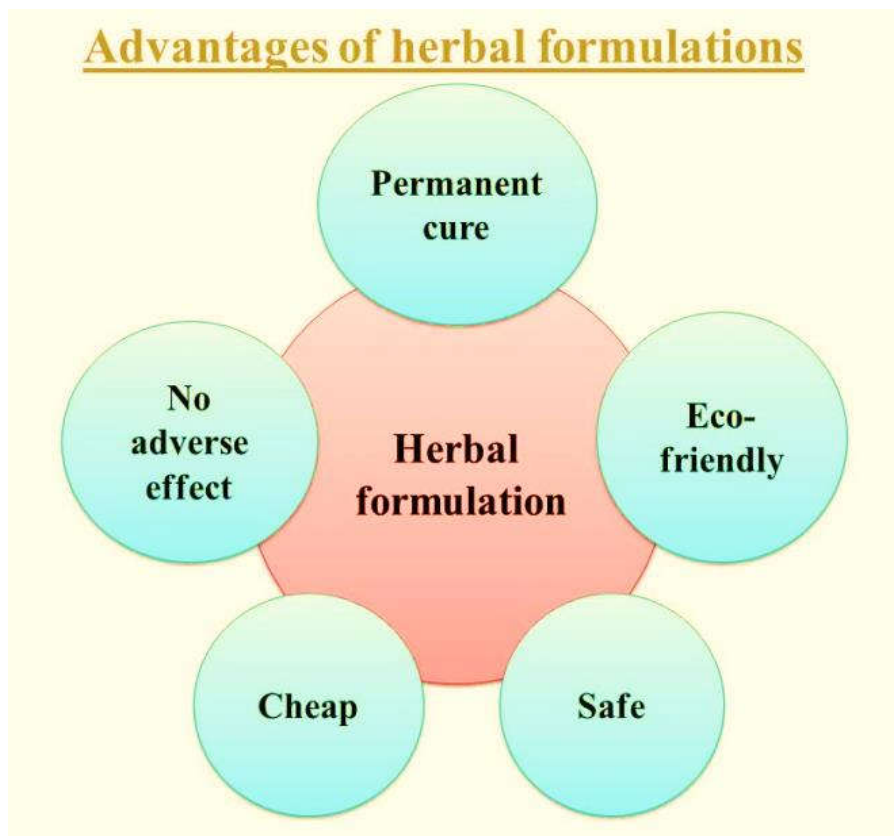 Advantages of herbal formulations
Permanent
cure
No
adverse
effect
Eco-
friendly
Herbal
formulation
Cheap
Safe